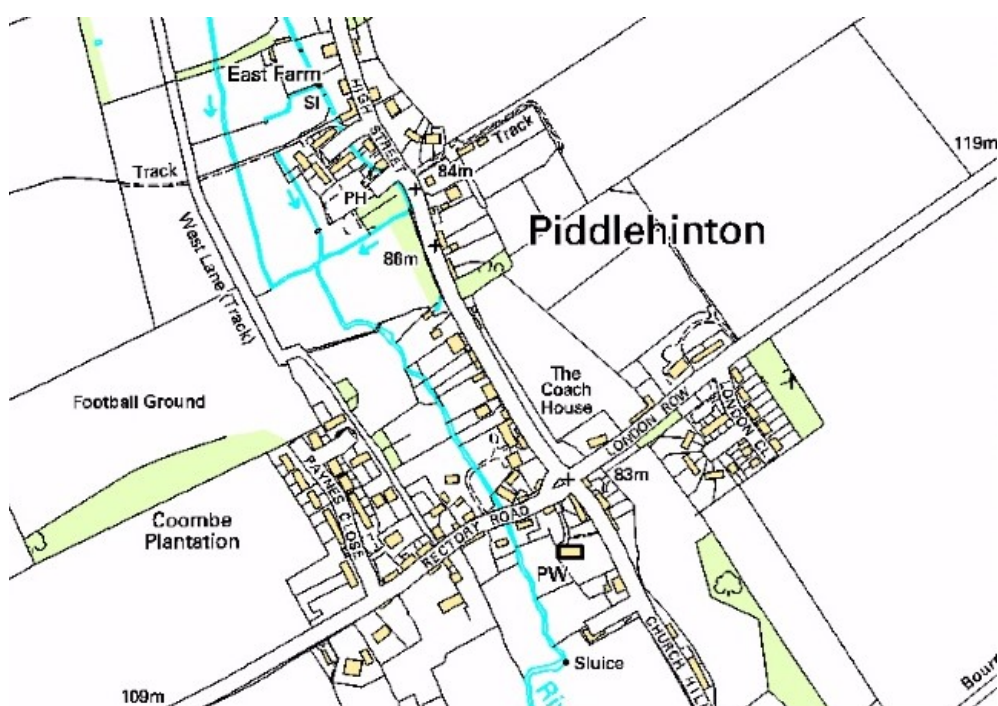 East Farm
SI
HIGH STREET
Track
Track
84m
119m
PH
Piddlehinton
West Lane (Track)
86m
The
Coach
House
Football Ground
LONDON ROW
LONDON CL
PAYNES CLOSE
83m
Coombe
Plantation
RECTORY ROAD
PW
Sluice
CHURCH HILL
109m
Ri
Bour